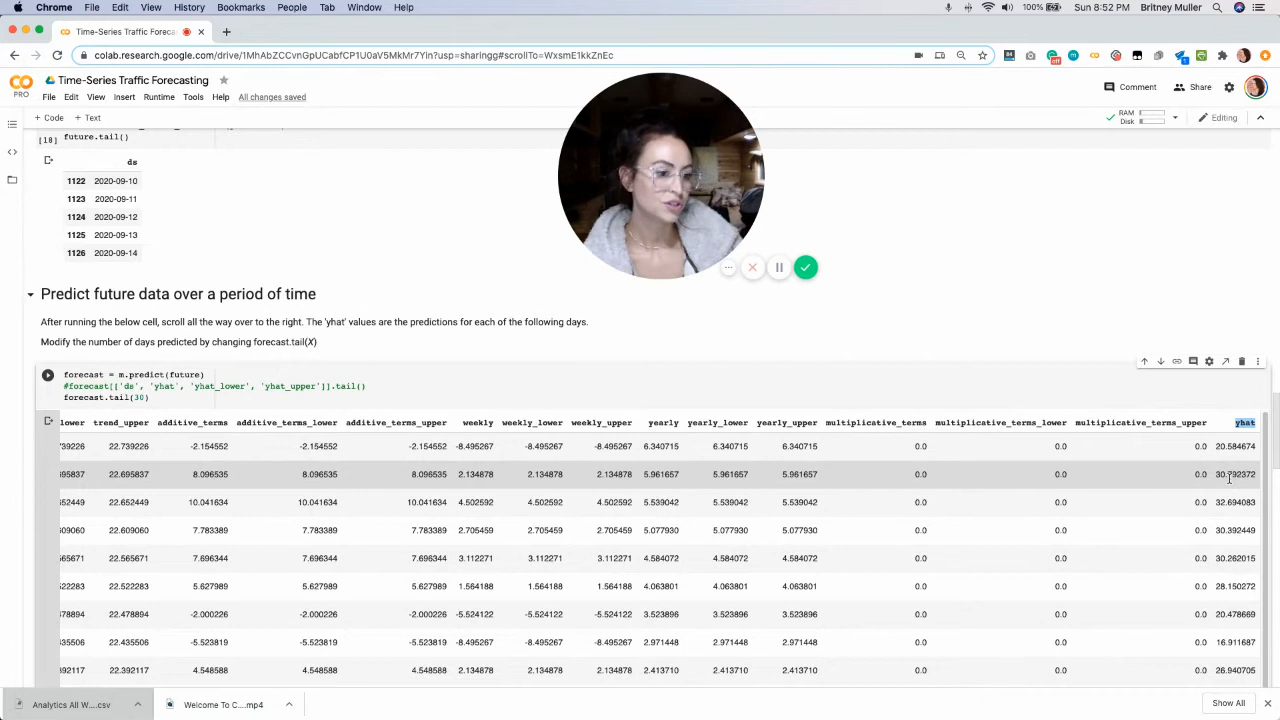 Chrome File Edit View History Bookmarks People Tab Window Help 100% Sun 8:52 PM Britney Muller
Time-Series Traffic Forecas
colab.research.google.com/drive/1MhAbZCCvnGpUCabfCP1U0aV5MkMr7Yin?usp=sharingg#scrollTo=WxsmE1kkZnEc
Time-Series Traffic Forecasting
PRO
File Edit View Insert Runtime Tools Help All changes saved
Comment Share
+ Code + Text
RAM
Disk
Editing
[18] future.tail()
ds
1122 2020-09-10
1123 2020-09-11
1124 2020-09-12
1125 2020-09-13
1126 2020-09-14
Predict future data over a period of time
After running the below cell, scroll all the way over to the right. The 'yhat' values are the predictions for each of the following days.
Modify the number of days predicted by changing forecast.tail(X)
forecast = m.predict(future)
#forecast[['ds', 'yhat', 'yhat_lower', 'yhat_upper']].tail()
forecast.tail(30)
lower trend_upper additive_terms additive_terms_lower additive_terms_upper weekly weekly_lower weekly_upper yearly yearly_lower yearly_upper multiplicative_terms multiplicative_terms_lower multiplicative_terms_upper yhat
739226 22.739226 -2.154552 -2.154552 -2.154552 -8.495267 -8.495267 -8.495267 6.340715 6.340715 6.340715 0.0 0.0 0.0 20.584674
695837 22.695837 8.096535 8.096535 8.096535 2.134878 2.134878 2.134878 5.961657 5.961657 5.961657 0.0 0.0 0.0 30.792372
652449 22.652449 10.041634 10.041634 10.041634 4.502592 4.502592 4.502592 5.539042 5.539042 5.539042 0.0 0.0 0.0 32.694083
609060 22.609060 7.783389 7.783389 7.783389 2.705459 2.705459 2.705459 5.077930 5.077930 5.077930 0.0 0.0 0.0 30.392449
565671 22.565671 7.696344 7.696344 7.696344 3.112271 3.112271 3.112271 4.584072 4.584072 4.584072 0.0 0.0 0.0 30.262015
522283 22.522283 5.627989 5.627989 5.627989 1.564188 1.564188 1.564188 4.063801 4.063801 4.063801 0.0 0.0 0.0 28.150272
478894 22.478894 -2.000226 -2.000226 -2.000226 -5.524122 -5.524122 -5.524122 3.523896 3.523896 3.523896 0.0 0.0 0.0 20.478669
435506 22.435506 -5.523819 -5.523819 -5.523819 -8.495267 -8.495267 -8.495267 2.971448 2.971448 2.971448 0.0 0.0 0.0 16.911687
392117 22.392117 4.548588 4.548588 4.548588 2.134878 2.134878 2.134878 2.413710 2.413710 2.413710 0.0 0.0 0.0 26.940705
Analytics All W....csv Welcome To C....mp4 Show All